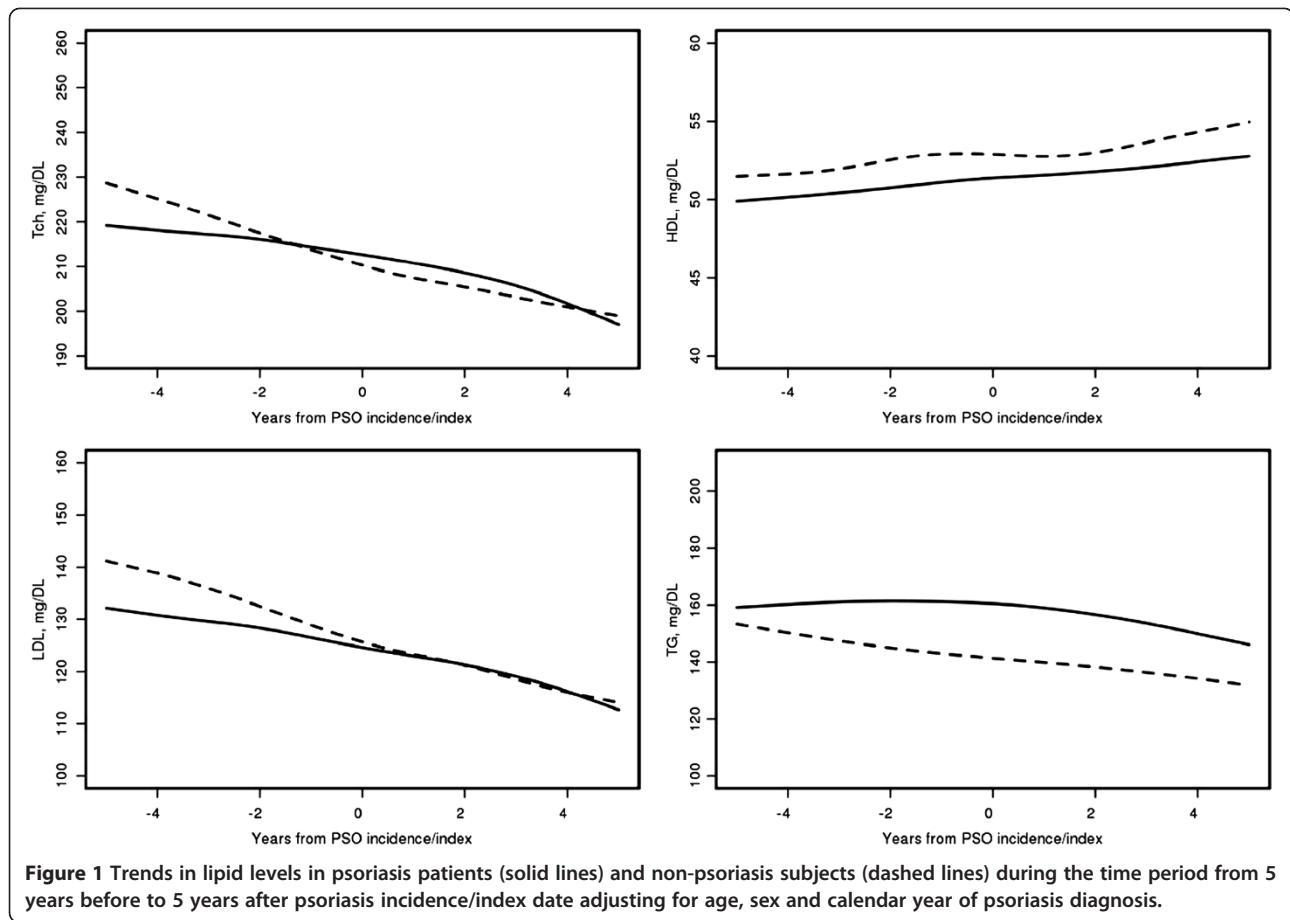 260
250
240
230
220
210
200
190
Tch, mg/DL
-4 -2 0 2 4
Years from PSO incidence/index
60
55
50
45
40
HDL, mg/DL
-4 -2 0 2 4
Years from PSO incidence/index
160
150
140
130
120
110
100
LDL, mg/DL
-4 -2 0 2 4
Years from PSO incidence/index
200
180
160
140
120
100
TG, mg/DL
-4 -2 0 2 4
Years from PSO incidence/index
Figure 1 Trends in lipid levels in psoriasis patients (solid lines) and non-psoriasis subjects (dashed lines) during the time period from 5
years before to 5 years after psoriasis incidence/index date adjusting for age, sex and calendar year of psoriasis diagnosis.